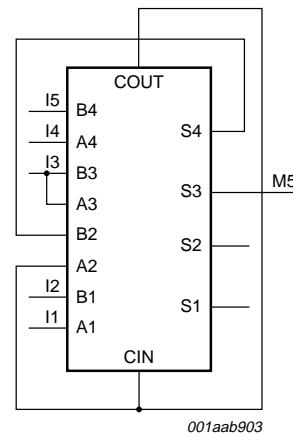 COUT
I5 B4
S4
I4 A4
I3 B3
S3 M5
A3
B2
S2
A2
I2 B1
S1
I1 A1
CIN
001aab903